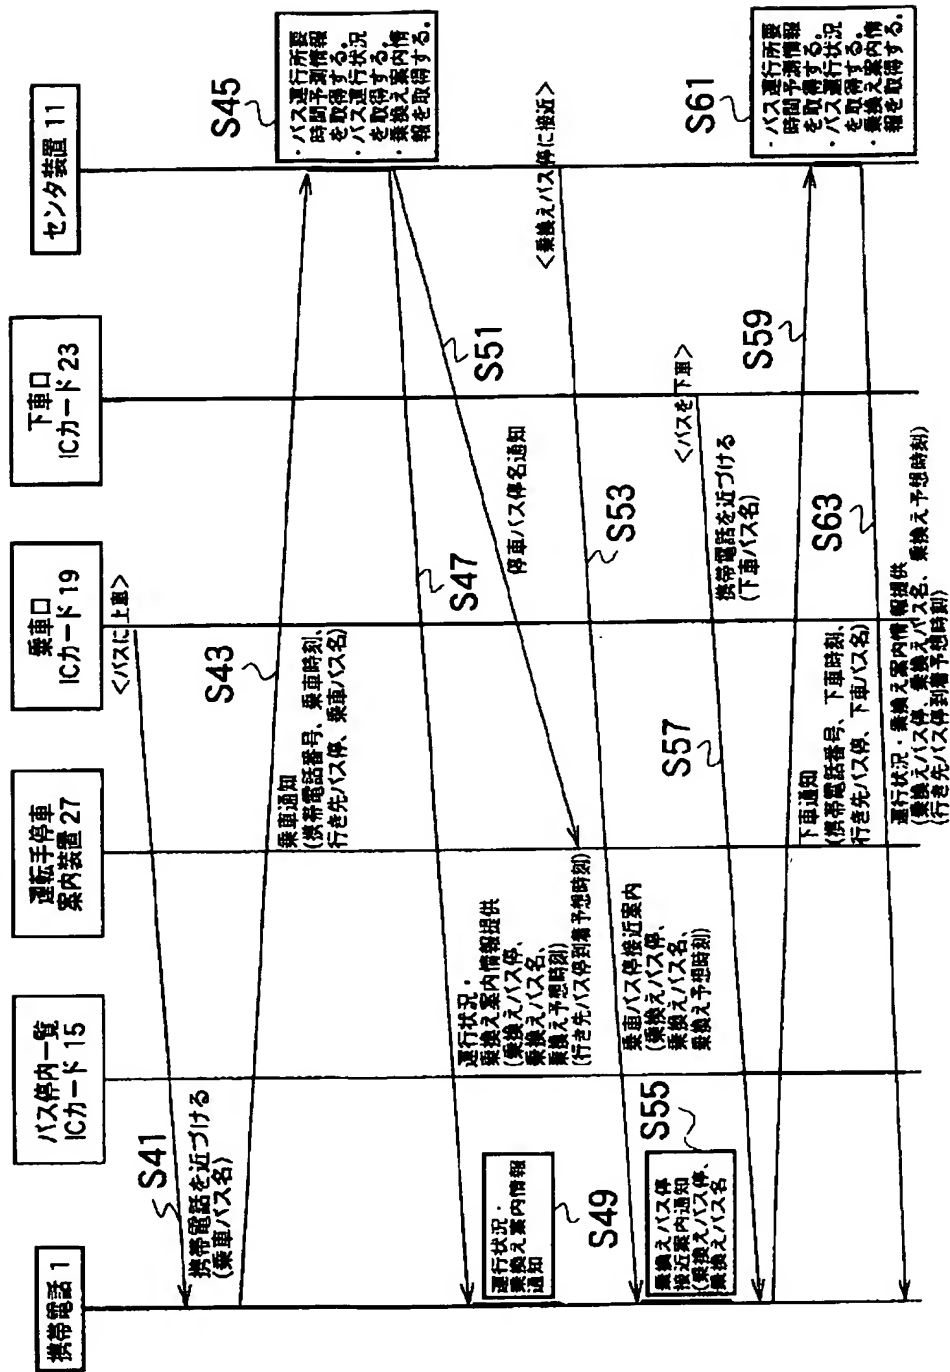 携帯電話 1
バス停内一覧
ICカード 15
運転手停車
案内装置 27
乗車口
ICカード 19
下車口
ICカード 23
センタ装置 11
<バスに上車>
S41
携帯電話を近づける
(乗車バス名)
S43
乗車通知
(携帯電話番号、乗車時刻、
行き先バス停、乗車バス名)
S45
・バス運行所要
時間予測情報
を取得する。
・バス運行状況
を取得する。
・乗換え案内情
報を取得する。
S47
運行状況・
乗換え案内情報提供
(乗換えバス停、
乗換えバス名、
乗換え予想時刻)
(行き先バス停到着予想時刻)
運行状況・
乗換え案内情報
通知
S49
S51
停車バス停名通知
<乗換えバス停に接近>
S53
乗車バス停接近案内
(乗換えバス停、
乗換えバス名、
乗換え予想時刻)
S55
乗換えバス停
接近案内通知
(乗換えバス停、
乗換えバス名
<バスを下車>
S57
携帯電話を近づける
(下車バス名)
S59
下車通知
(携帯電話番号、下車時刻、
行き先バス停、下車バス名)
S61
・バス運行所要
時間予測情報
を取得する。
・バス運行状況
を取得する。
・乗換え案内情
報を取得する。
S63
運行状況・乗換え案内情報提供
(乗換えバス停、乗換えバス名、乗換え予想時刻)
(行き先バス停到着予想時刻)